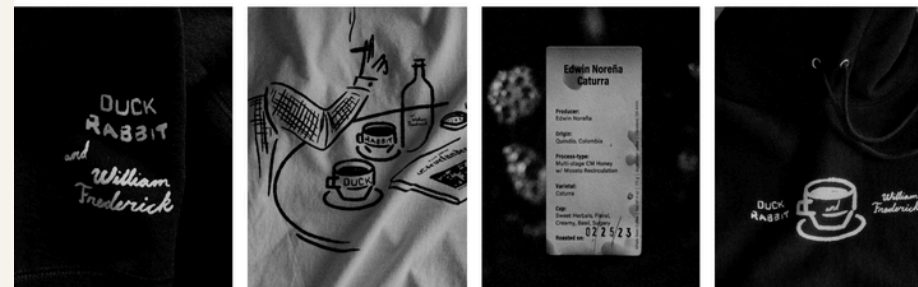 DUCK
RABBIT
and
William
Frederick
RABBIT
DUCK
Edwin Noreña
Caturra
Producer:
Edwin Noreña
Origin:
Quindío, Colombia
Process-type:
Multi-stage CM Honey
w/ Mossto Recirculation
Varietal:
Caturra
Cup:
Sweet Herbals, Floral,
Creamy, Basil, Sugary
Roasted on:
022523
DUCK
RABBIT
and
William
Frederick